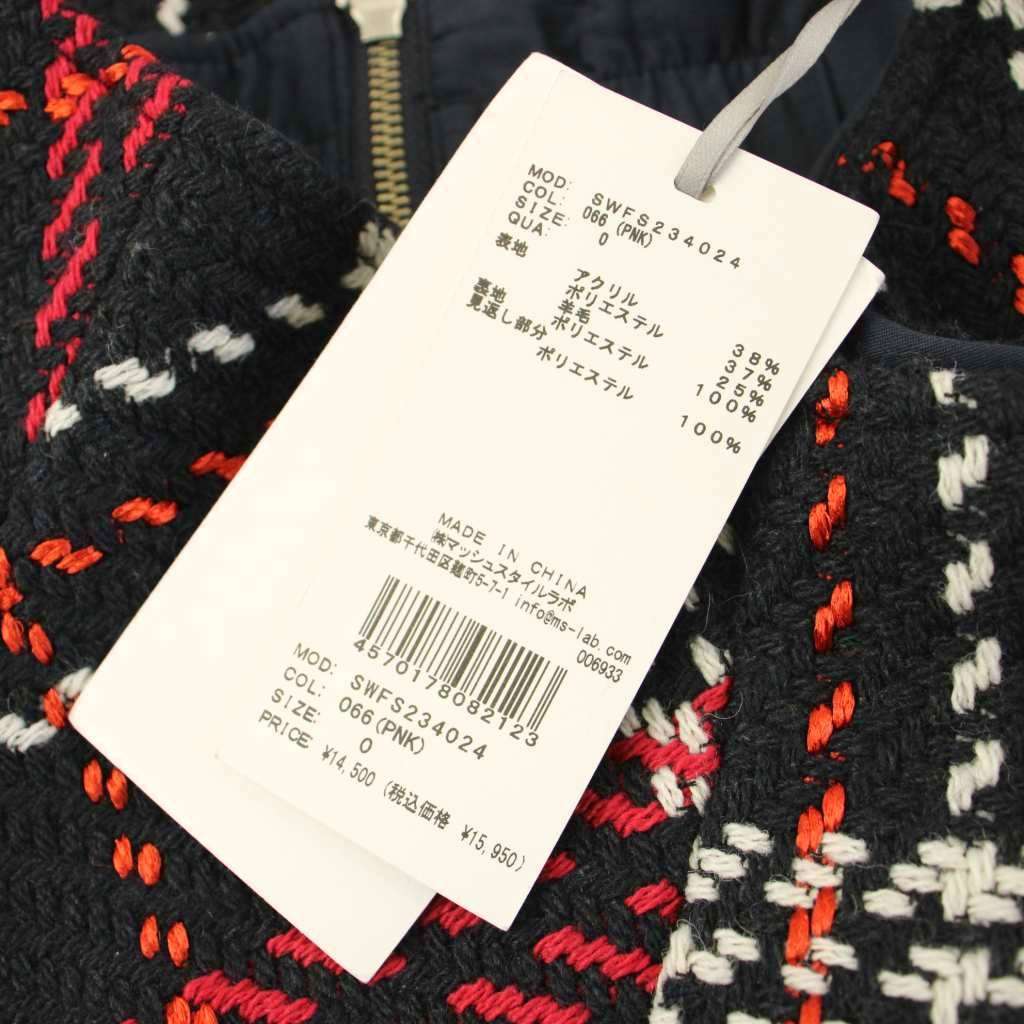 MOD: SWFS234024
COL: 066 (PNK)
SIZE: 0
QUA:
表地
アクリル 38%
ポリエステル 37%
羊毛 25%
裏地 ポリエステル 100%
見返し部分
ポリエステル 100%
MADE IN CHINA
㈱マッシュスタイルラボ
東京都千代田区麹町5-7-1 info@ms-lab.com
006933
4570178082123
MOD: SWFS234024
COL: 066(PNK)
SIZE: 0
PRICE ¥14,500 (税込価格 ¥15,950)